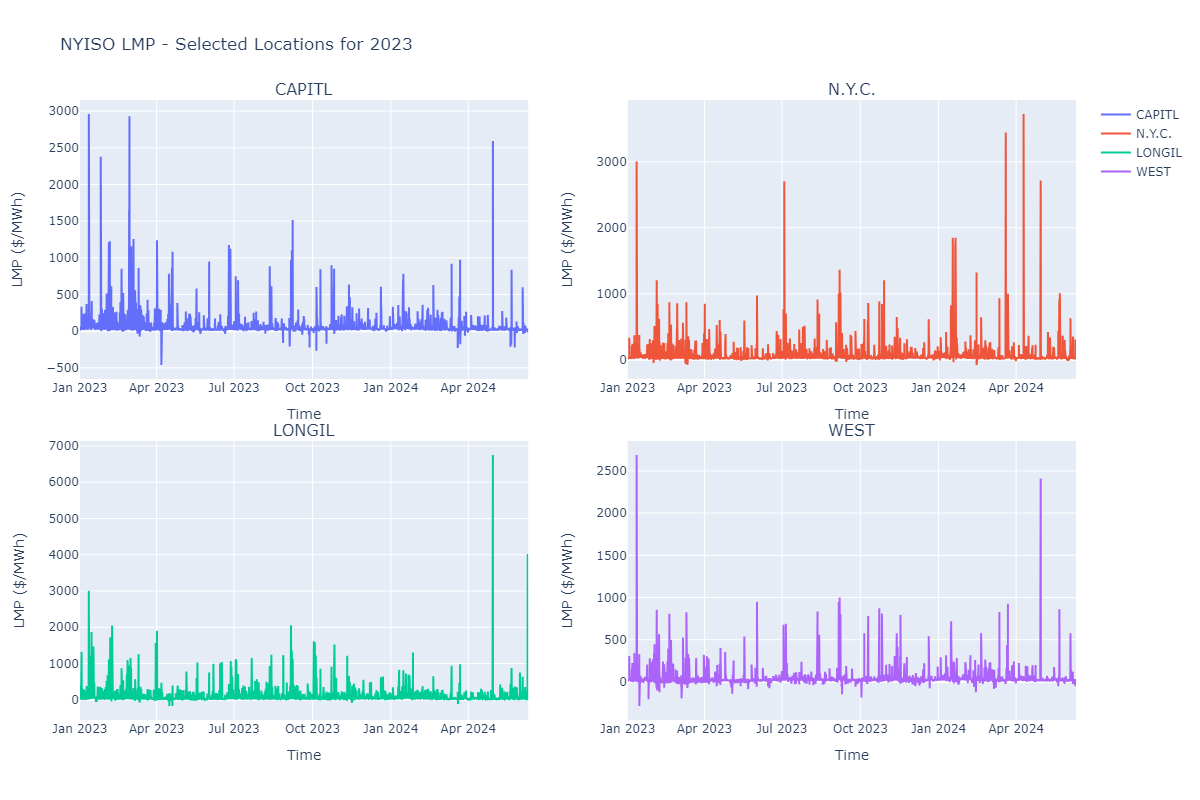 NYISO LMP - Selected Locations for 2023
CAPITL
3000
2500
2000
1500
1000
500
0
−500
LMP ($/MWh)
Jan 2023 Apr 2023 Jul 2023 Oct 2023 Jan 2024 Apr 2024
Time
N.Y.C.
3000
2000
1000
0
LMP ($/MWh)
Jan 2023 Apr 2023 Jul 2023 Oct 2023 Jan 2024 Apr 2024
Time
CAPITL
N.Y.C.
LONGIL
WEST
LONGIL
7000
6000
5000
4000
3000
2000
1000
0
LMP ($/MWh)
Jan 2023 Apr 2023 Jul 2023 Oct 2023 Jan 2024 Apr 2024
Time
WEST
2500
2000
1500
1000
500
0
LMP ($/MWh)
Jan 2023 Apr 2023 Jul 2023 Oct 2023 Jan 2024 Apr 2024
Time